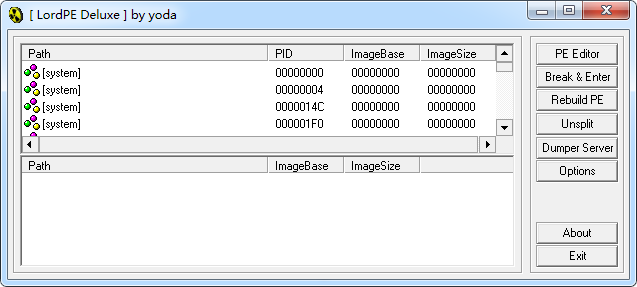 [ LordPE Deluxe ] by yoda
Path PID ImageBase ImageSize
[system] 00000000 00000000 00000000
[system] 00000004 00000000 00000000
[system] 0000014C 00000000 00000000
[system] 000001F0 00000000 00000000
Path ImageBase ImageSize
PE Editor
Break & Enter
Rebuild PE
Unsplit
Dumper Server
Options
About
Exit